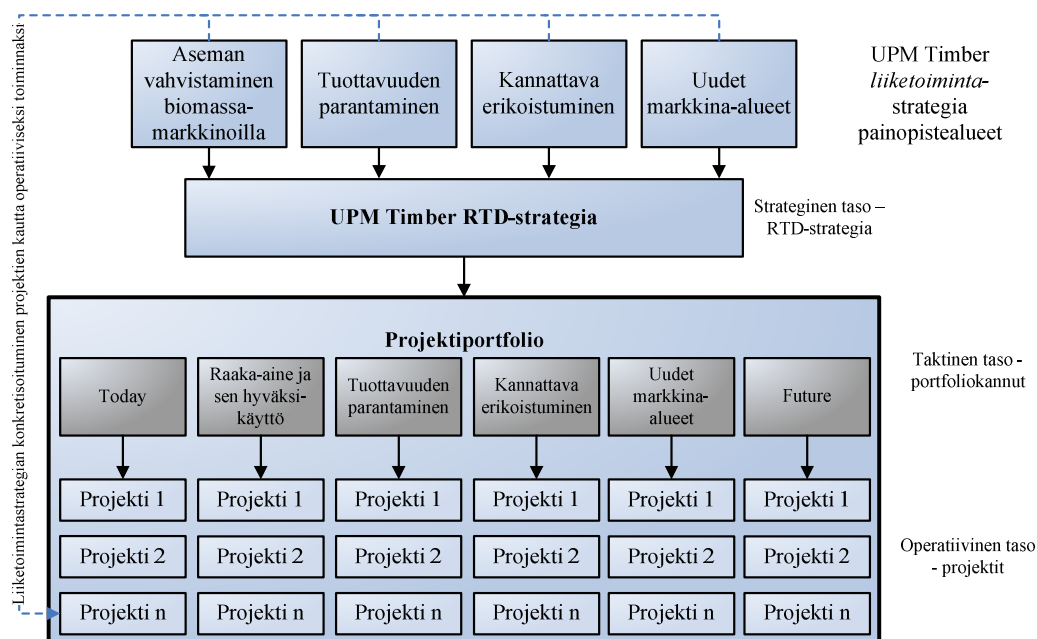 Aseman
vahvistaminen
biomassa-
markkinoilla
Tuottavuuden
parantaminen
Kannattava
erikoistuminen
Uudet
markkina-alueet
UPM Timber
liiketoiminta-
strategia
painopistealueet
UPM Timber RTD-strategia
Strateginen taso –
RTD-strategia
Projektiportfolio
Today
Raaka-aine ja
sen hyväksi-
käyttö
Tuottavuuden
parantaminen
Kannattava
erikoistuminen
Uudet
markkina-
alueet
Future
Taktinen taso -
portfoliokannut
Projekti 1
Projekti 1
Projekti 1
Projekti 1
Projekti 1
Projekti 1
Projekti 2
Projekti 2
Projekti 2
Projekti 2
Projekti 2
Projekti 2
Operatiivinen taso
- projektit
Projekti n
Projekti n
Projekti n
Projekti n
Projekti n
Projekti n
Liiketoimintastrategian konkretisoituminen projektien kautta operatiiviseksi toiminnaksi